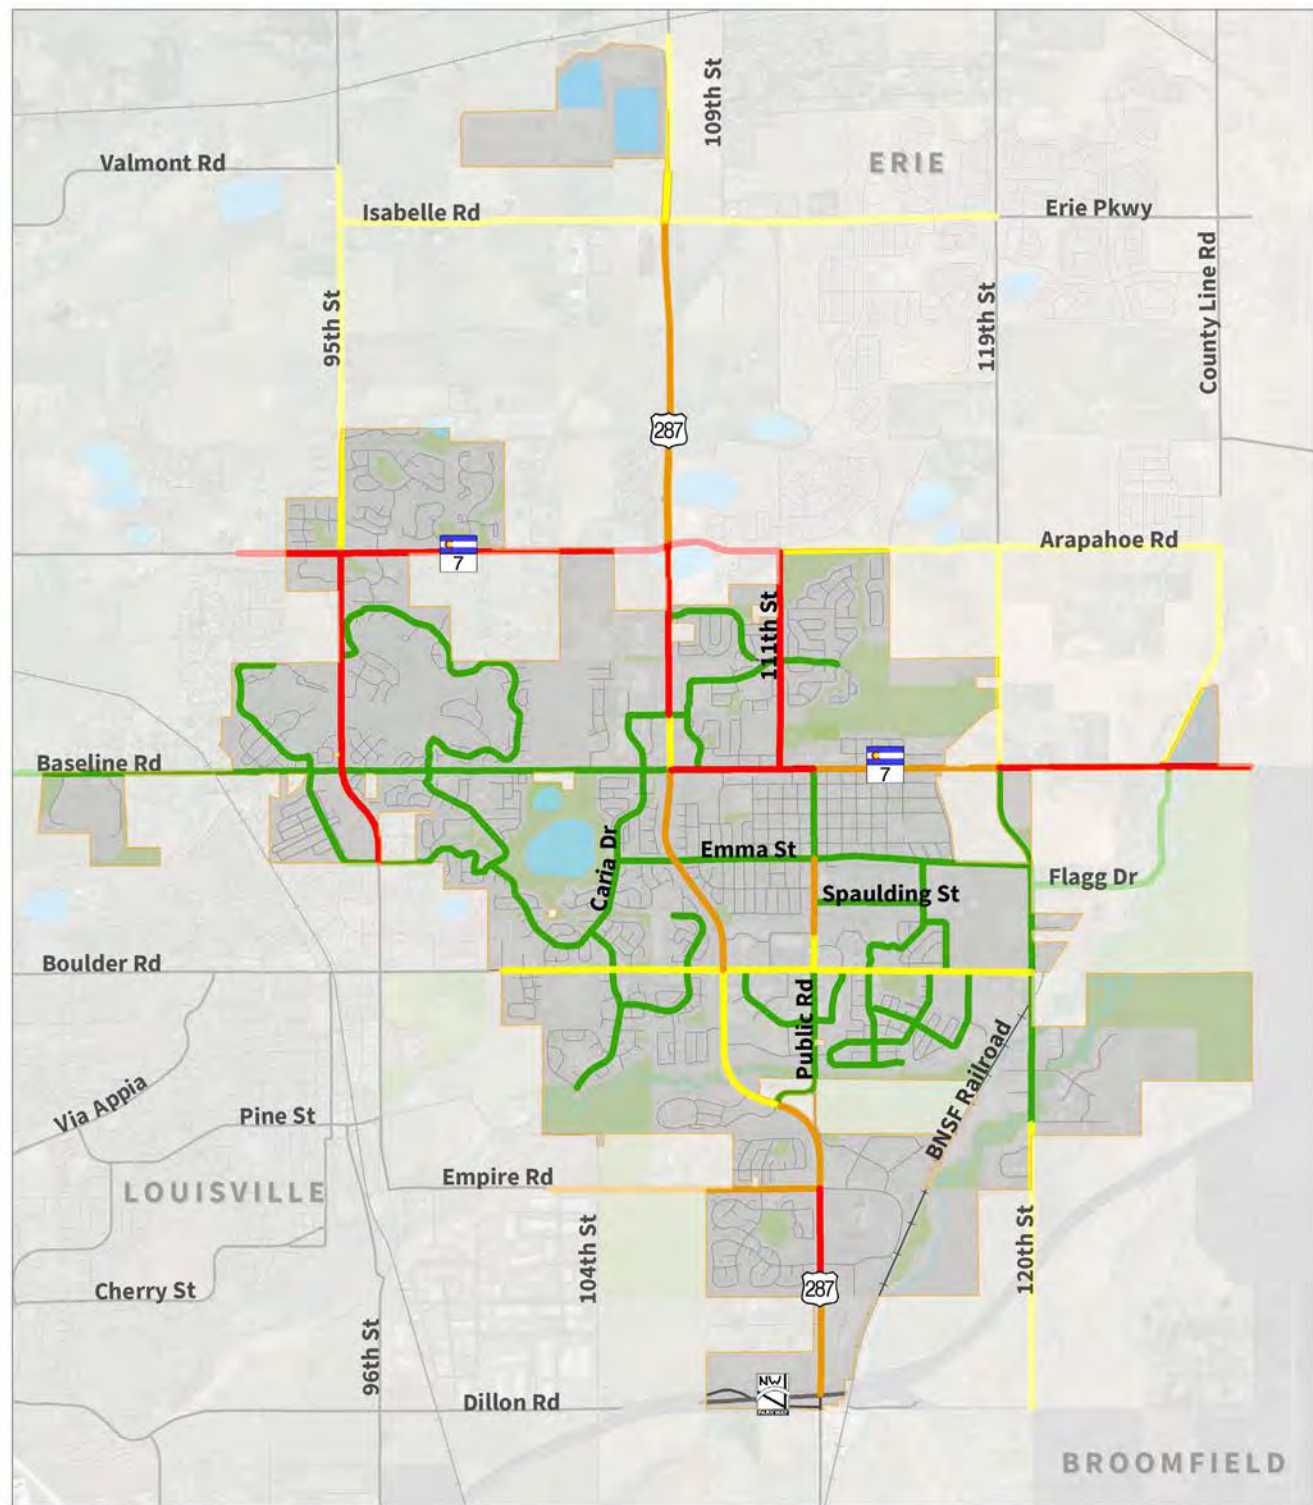 109th St
Valmont Rd
ERIE
Isabelle Rd
Erie Pkwy
95th St
119th St
County Line Rd
287
7
Arapahoe Rd
111th St
Baseline Rd
7
Caria Dr
Emma St
Spaulding St
Flagg Dr
Boulder Rd
Public Rd
BNSF Railroad
Via Appia
Pine St
LOUISVILLE
Empire Rd
104th St
120th St
Cherry St
287
96th St
NW
PARKWAY
Dillon Rd
BROOMFIELD